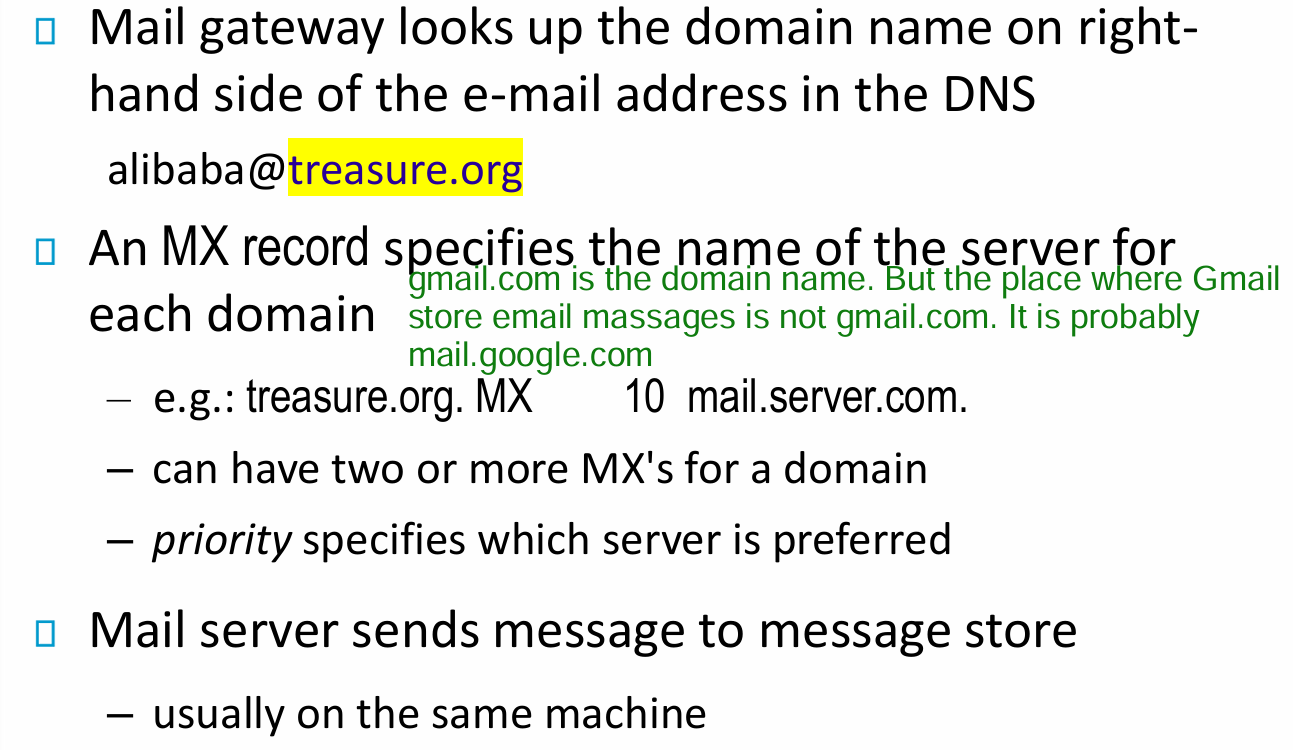 Mail gateway looks up the domain name on right-
hand side of the e-mail address in the DNS
alibaba@treasure.org
An MX record specifies the name of the server for
each domain
gmail.com is the domain name. But the place where Gmail
store email massages is not gmail.com. It is probably
mail.google.com
– e.g.: treasure.org. MX 10 mail.server.com.
– can have two or more MX's for a domain
– priority specifies which server is preferred
Mail server sends message to message store
– usually on the same machine